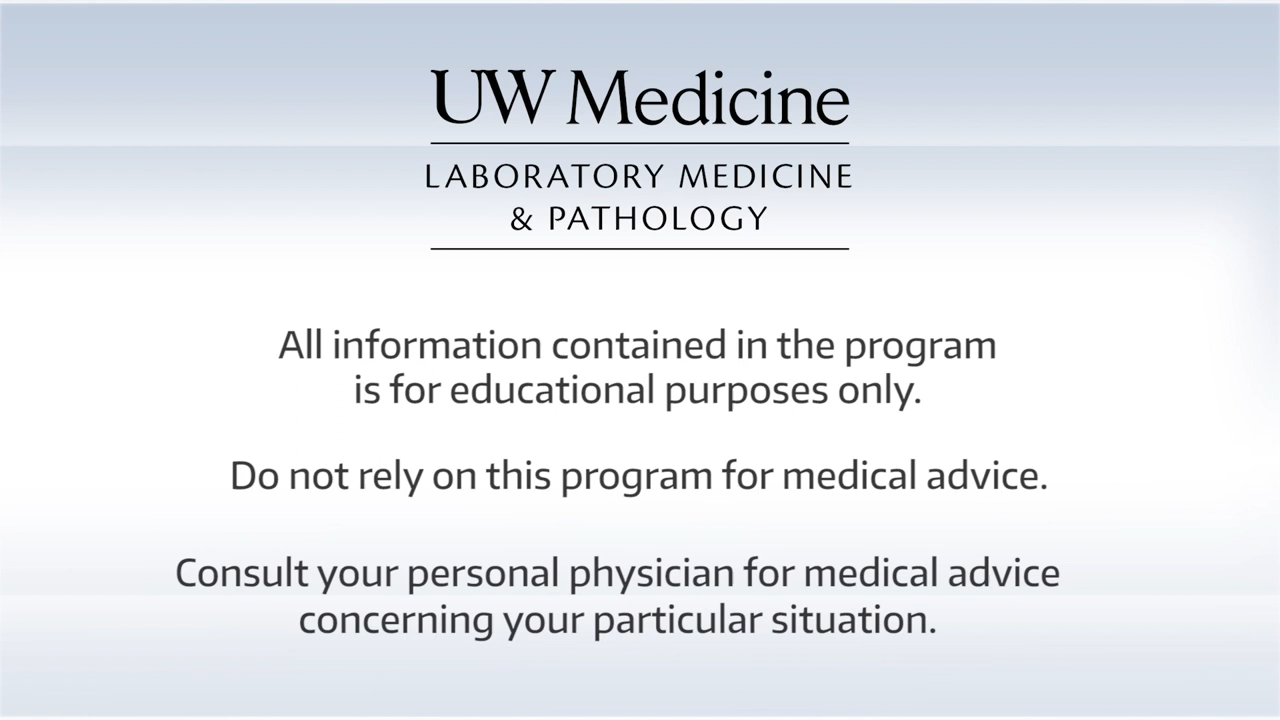 UW Medicine
LABORATORY MEDICINE
& PATHOLOGY
All information contained in the program
is for educational purposes only.
Do not rely on this program for medical advice.
Consult your personal physician for medical advice
concerning your particular situation.